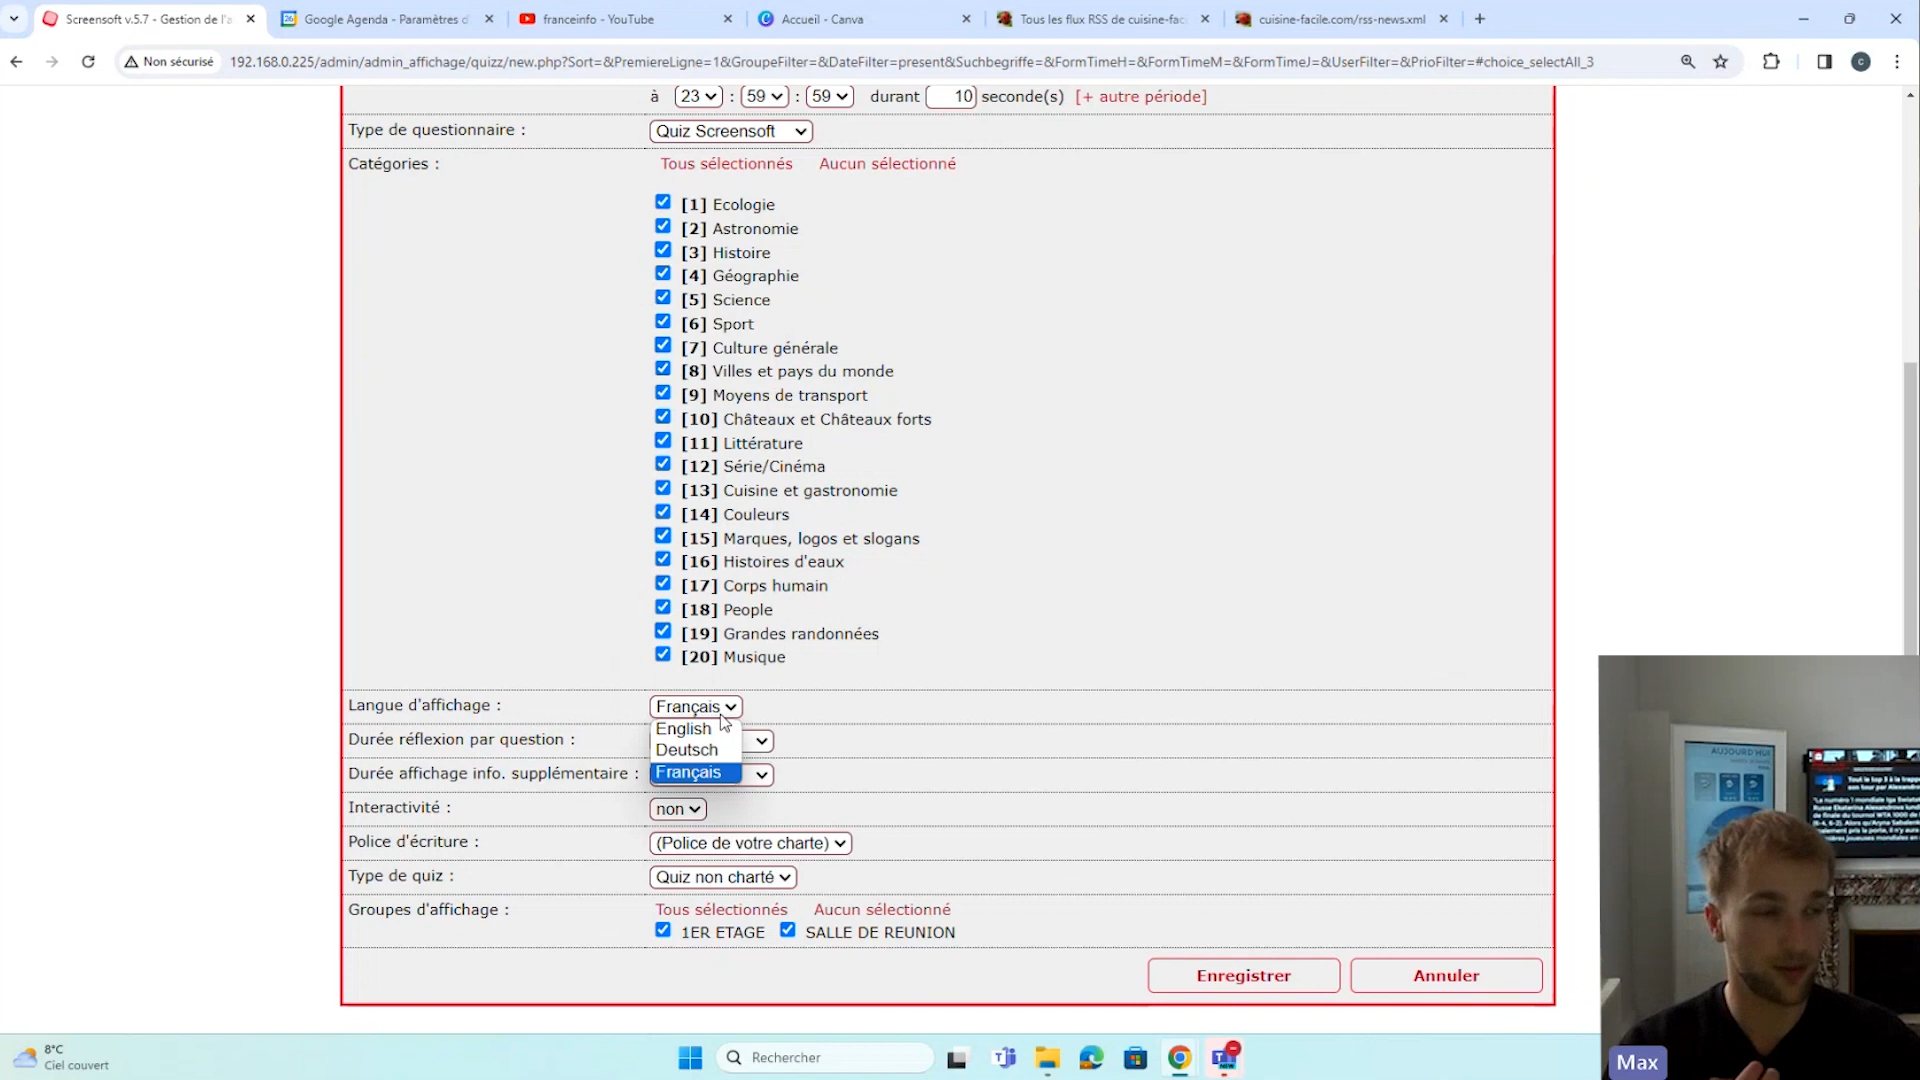 Screensoft v.5.7 - Gestion de l'a
Google Agenda - Paramètres d
franceinfo - YouTube
Accueil - Canva
Tous les flux RSS de cuisine-fac
cuisine-facile.com/rss-news.xml
Non sécurisé
192.168.0.225/admin/admin_affichage/quizz/new.php?Sort=&PremiereLigne=1&GroupeFilter=&DateFilter=present&Suchbegriffe=&FormTimeH=&FormTimeM=&FormTimeJ=&UserFilter=&PrioFilter=#choice_selectAll_3
à 23 : 59 : 59 durant 10 seconde(s) [+ autre période]
Type de questionnaire : Quiz Screensoft
Catégories : Tous sélectionnés Aucun sélectionné
[1] Ecologie
[2] Astronomie
[3] Histoire
[4] Géographie
[5] Science
[6] Sport
[7] Culture générale
[8] Villes et pays du monde
[9] Moyens de transport
[10] Châteaux et Châteaux forts
[11] Littérature
[12] Série/Cinéma
[13] Cuisine et gastronomie
[14] Couleurs
[15] Marques, logos et slogans
[16] Histoires d'eaux
[17] Corps humain
[18] People
[19] Grandes randonnées
[20] Musique
Langue d'affichage : Français
English
Deutsch
Français
Durée réflexion par question :
Durée affichage info. supplémentaire :
Interactivité : non
Police d'écriture : (Police de votre charte)
Type de quiz : Quiz non charté
Groupes d'affichage : Tous sélectionnés Aucun sélectionné
1ER ETAGE SALLE DE REUNION
Enregistrer Annuler
AUJOURD'HUI
Max
8°C
Ciel couvert
Rechercher